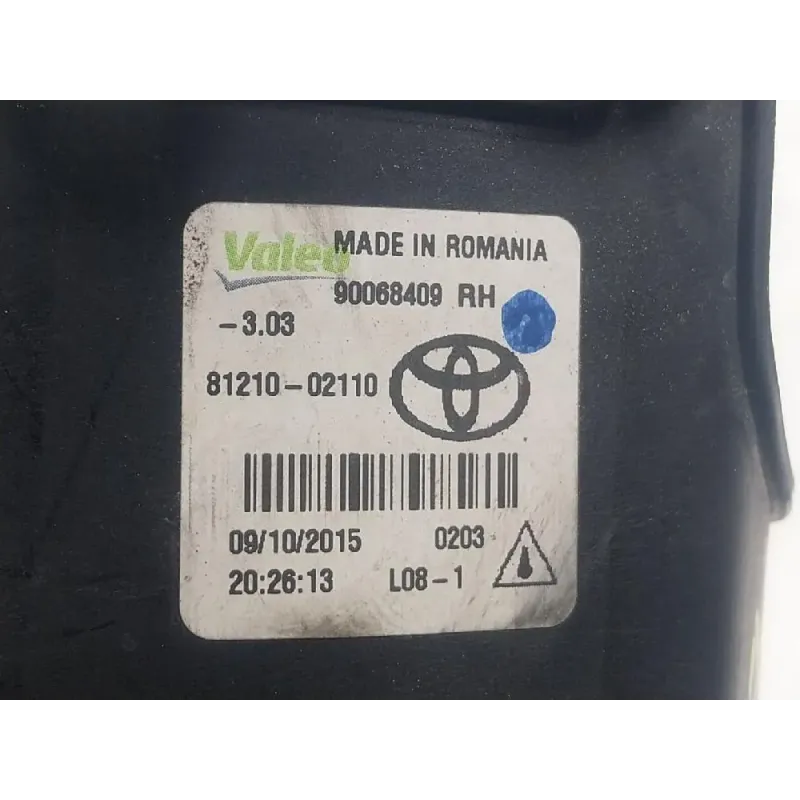 Valeo MADE IN ROMANIA
90068409 RH
-3.03
81210-02110
09/10/2015 0203
20:26:13 L08-1